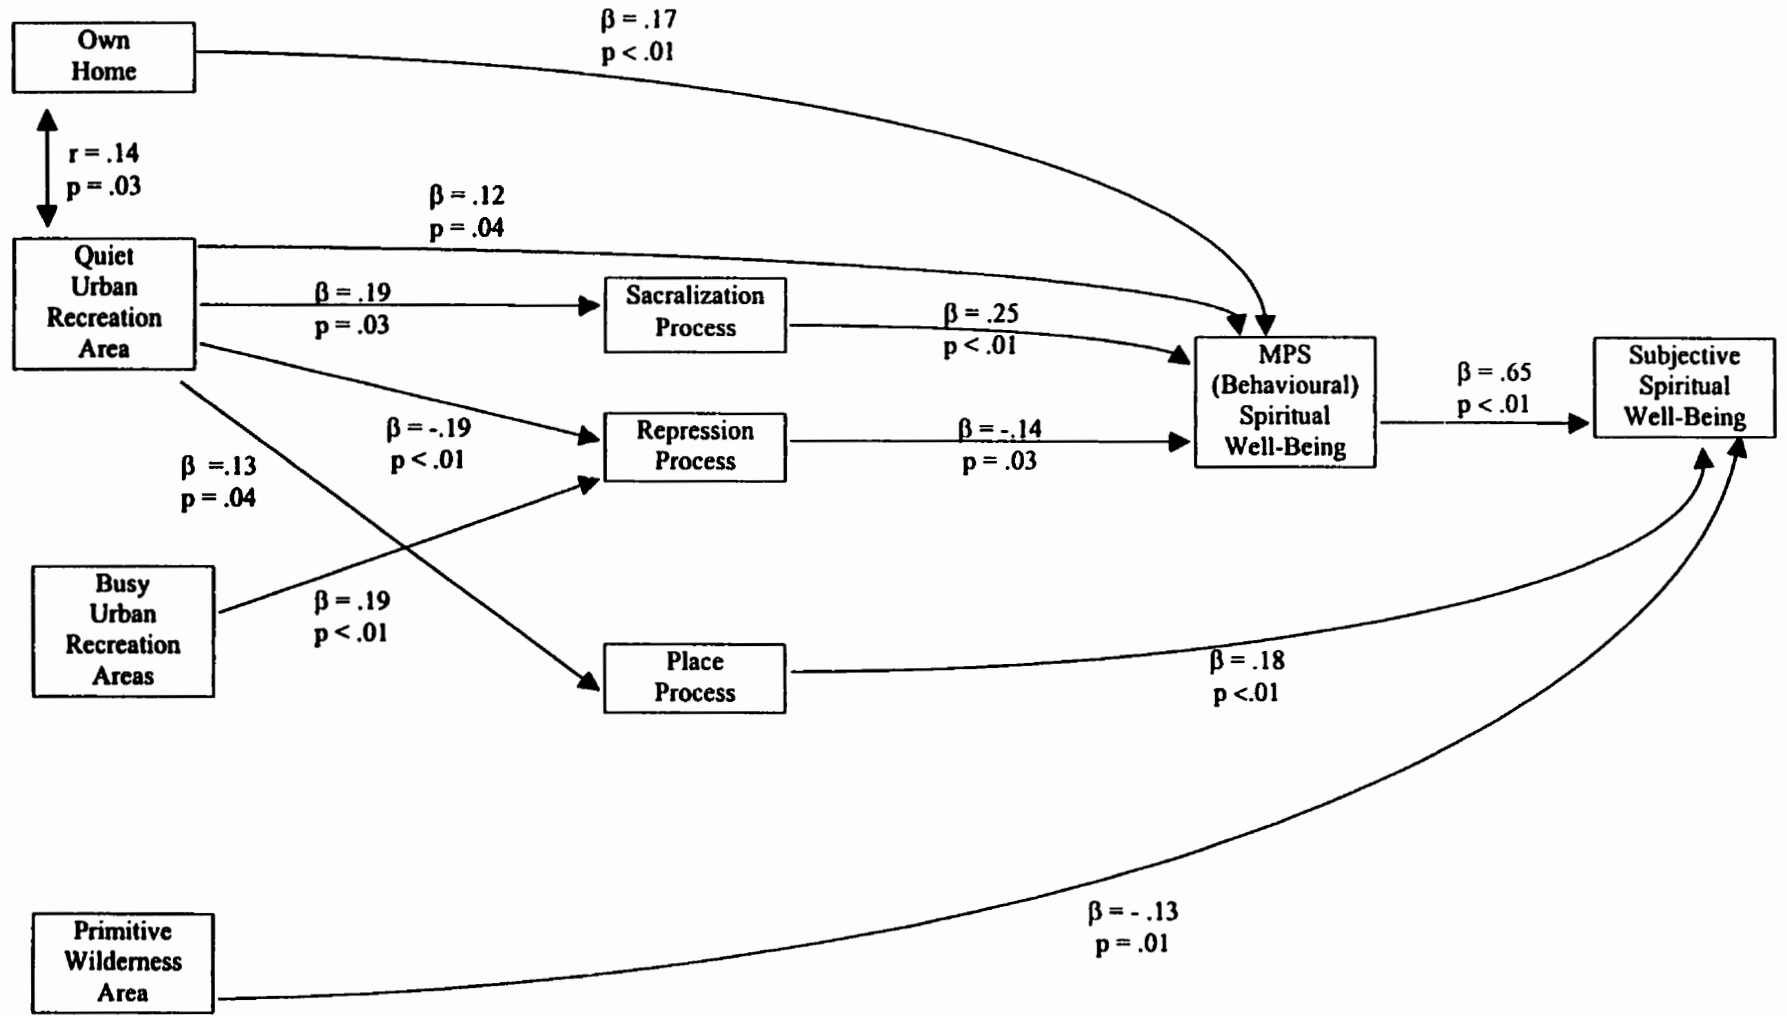 Own
Home
β = .17
p < .01
r = .14
p = .03
β = .12
p = .04
Quiet
Urban
Recreation
Area
β = .19
p = .03
Sacralization
Process
β = .25
p < .01
MPS
(Behavioural)
Spiritual
Well-Being
β = .65
p < .01
Subjective
Spiritual
Well-Being
β = -.19
p < .01
Repression
Process
β = -.14
p = .03
β =.13
p = .04
Busy
Urban
Recreation
Areas
β = .19
p < .01
Place
Process
β = .18
p <.01
Primitive
Wilderness
Area
β = - .13
p = .01